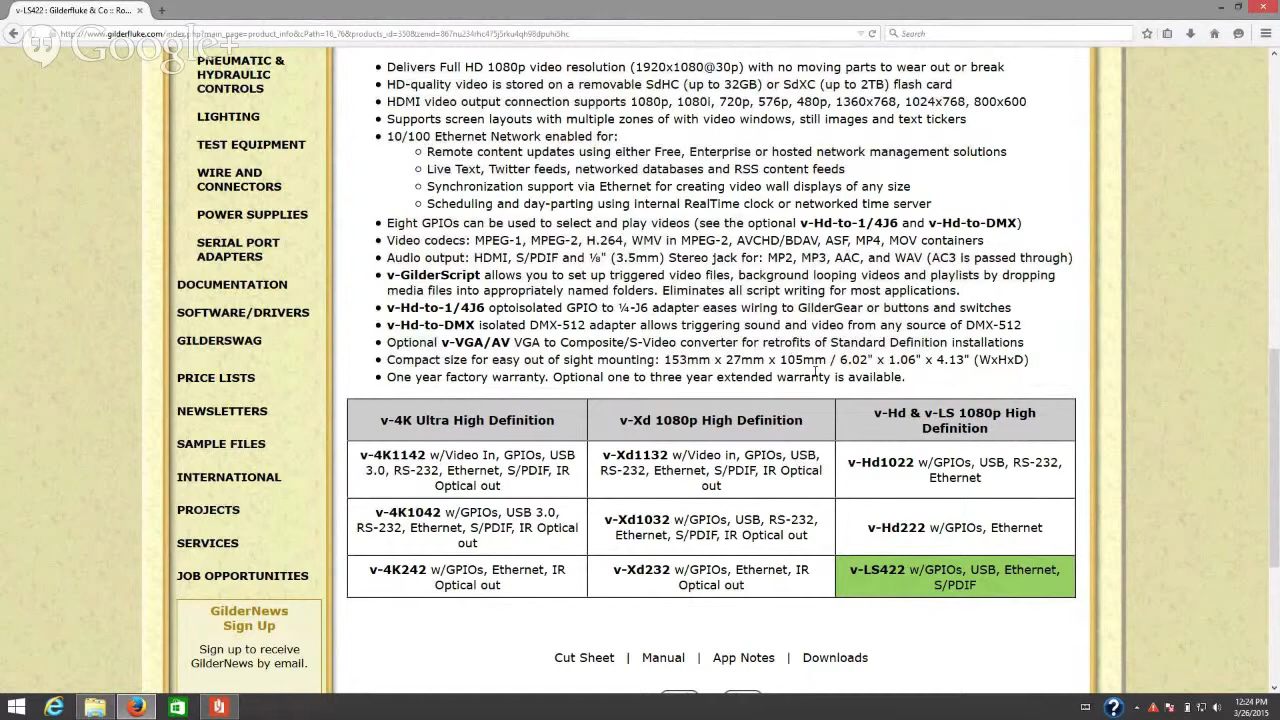 v-LS422 : Gilderfluke & Co :: Ro...
Google+
http://www.gilderfluke.com/index.php?main_page=product_info&cPath=16_76&products_id=350&zenid=867nu234rhc475j5rku4qh98dpuhi5hc
Search
PNEUMATIC &
HYDRAULIC
CONTROLS
LIGHTING
TEST EQUIPMENT
WIRE AND
CONNECTORS
POWER SUPPLIES
SERIAL PORT
ADAPTERS
DOCUMENTATION
SOFTWARE/DRIVERS
GILDERSWAG
PRICE LISTS
NEWSLETTERS
SAMPLE FILES
INTERNATIONAL
PROJECTS
SERVICES
JOB OPPORTUNITIES
GilderNews
Sign Up
Sign up to receive
GilderNews by email.
• Delivers Full HD 1080p video resolution (1920x1080@30p) with no moving parts to wear out or break
• HD-quality video is stored on a removable SdHC (up to 32GB) or SdXC (up to 2TB) flash card
• HDMI video output connection supports 1080p, 1080i, 720p, 576p, 480p, 1360x768, 1024x768, 800x600
• Supports screen layouts with multiple zones of with video windows, still images and text tickers
• 10/100 Ethernet Network enabled for:
○ Remote content updates using either Free, Enterprise or hosted network management solutions
○ Live Text, Twitter feeds, networked databases and RSS content feeds
○ Synchronization support via Ethernet for creating video wall displays of any size
○ Scheduling and day-parting using internal RealTime clock or networked time server
• Eight GPIOs can be used to select and play videos (see the optional v-Hd-to-1/4J6 and v-Hd-to-DMX)
• Video codecs: MPEG-1, MPEG-2, H.264, WMV in MPEG-2, AVCHD/BDAV, ASF, MP4, MOV containers
• Audio output: HDMI, S/PDIF and ⅛" (3.5mm) Stereo jack for: MP2, MP3, AAC, and WAV (AC3 is passed through)
• v-GilderScript allows you to set up triggered video files, background looping videos and playlists by dropping
media files into appropriately named folders. Eliminates all script writing for most applications.
• v-Hd-to-1/4J6 optoisolated GPIO to ¼-J6 adapter eases wiring to GilderGear or buttons and switches
• v-Hd-to-DMX isolated DMX-512 adapter allows triggering sound and video from any source of DMX-512
• Optional v-VGA/AV VGA to Composite/S-Video converter for retrofits of Standard Definition installations
• Compact size for easy out of sight mounting: 153mm x 27mm x 105mm / 6.02" x 1.06" x 4.13" (WxHxD)
• One year factory warranty. Optional one to three year extended warranty is available.
v-4K Ultra High Definition
v-Xd 1080p High Definition
v-Hd & v-LS 1080p High
Definition
v-4K1142 w/Video In, GPIOs, USB
3.0, RS-232, Ethernet, S/PDIF, IR
Optical out
v-Xd1132 w/Video in, GPIOs, USB,
RS-232, Ethernet, S/PDIF, IR Optical
out
v-Hd1022 w/GPIOs, USB, RS-232,
Ethernet
v-4K1042 w/GPIOs, USB 3.0,
RS-232, Ethernet, S/PDIF, IR Optical
out
v-Xd1032 w/GPIOs, USB, RS-232,
Ethernet, S/PDIF, IR Optical out
v-Hd222 w/GPIOs, Ethernet
v-4K242 w/GPIOs, Ethernet, IR
Optical out
v-Xd232 w/GPIOs, Ethernet, IR
Optical out
v-LS422 w/GPIOs, USB, Ethernet,
S/PDIF
Cut Sheet | Manual | App Notes | Downloads
12:24 PM
3/26/2015